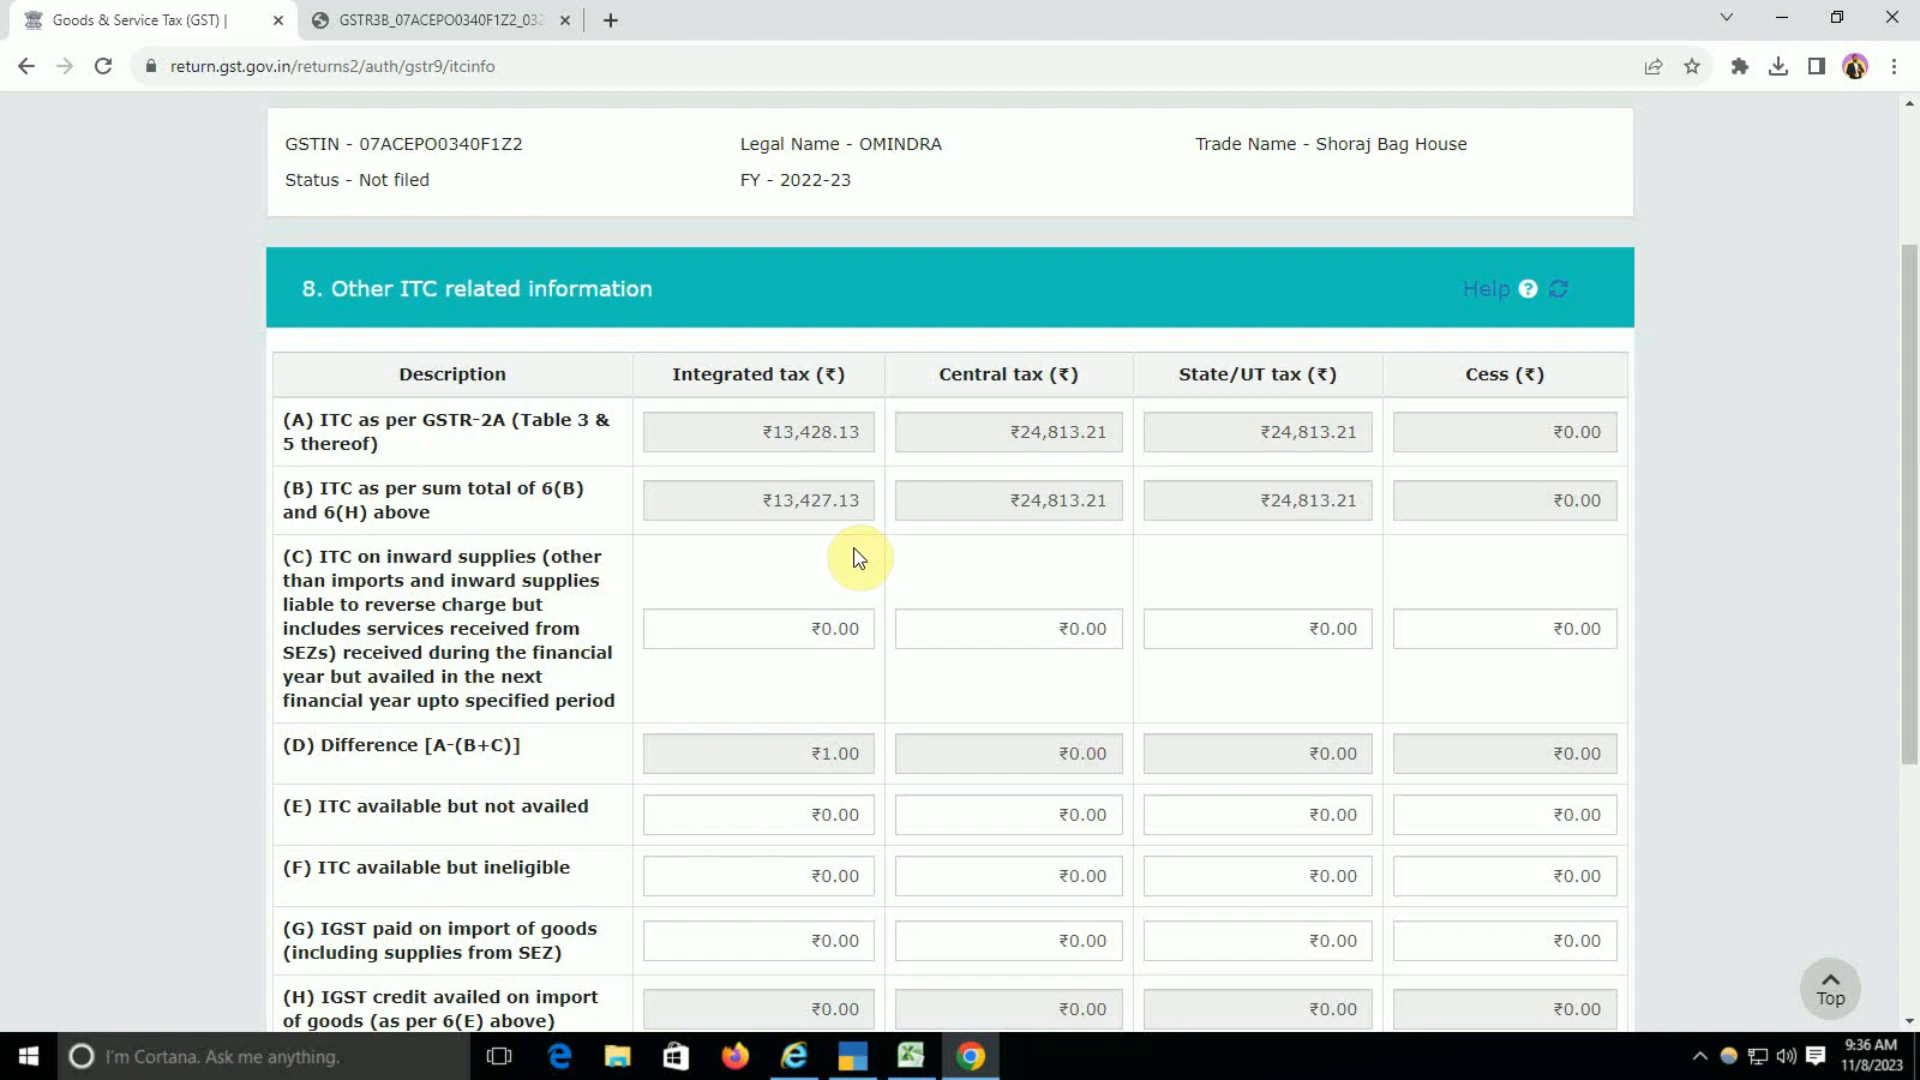 Goods & Service Tax (GST) |
GSTR3B_07ACEPO0340F1Z2_032
return.gst.gov.in/returns2/auth/gstr9/itcinfo
GSTIN - 07ACEPO0340F1Z2 Legal Name - OMINDRA Trade Name - Shoraj Bag House
Status - Not filed FY - 2022-23
8. Other ITC related information Help ?
Description Integrated tax (₹) Central tax (₹) State/UT tax (₹) Cess (₹)
(A) ITC as per GSTR-2A (Table 3 &
5 thereof)
₹13,428.13 ₹24,813.21 ₹24,813.21 ₹0.00
(B) ITC as per sum total of 6(B)
and 6(H) above
₹13,427.13 ₹24,813.21 ₹24,813.21 ₹0.00
(C) ITC on inward supplies (other
than imports and inward supplies
liable to reverse charge but
includes services received from
SEZs) received during the financial
year but availed in the next
financial year upto specified period
₹0.00 ₹0.00 ₹0.00 ₹0.00
(D) Difference [A-(B+C)] ₹1.00 ₹0.00 ₹0.00 ₹0.00
(E) ITC available but not availed ₹0.00 ₹0.00 ₹0.00 ₹0.00
(F) ITC available but ineligible ₹0.00 ₹0.00 ₹0.00 ₹0.00
(G) IGST paid on import of goods
(including supplies from SEZ)
₹0.00 ₹0.00 ₹0.00 ₹0.00
(H) IGST credit availed on import
of goods (as per 6(E) above)
₹0.00 ₹0.00 ₹0.00 ₹0.00
Top
I'm Cortana. Ask me anything.
9:36 AM
11/8/2023